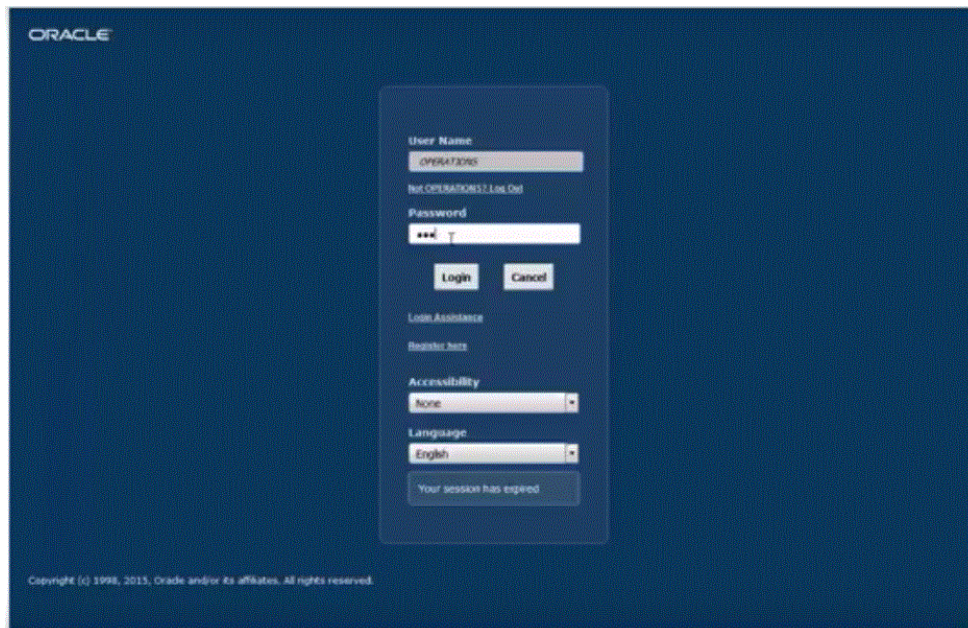 ORACLE
User Name
OPERATIONS
Not OPERATIONS? Log Out
Password
Login Cancel
Login Assistance
Register here
Accessibility
None
Language
English
Your session has expired
Copyright (c) 1998, 2015, Oracle and/or its affiliates. All rights reserved.